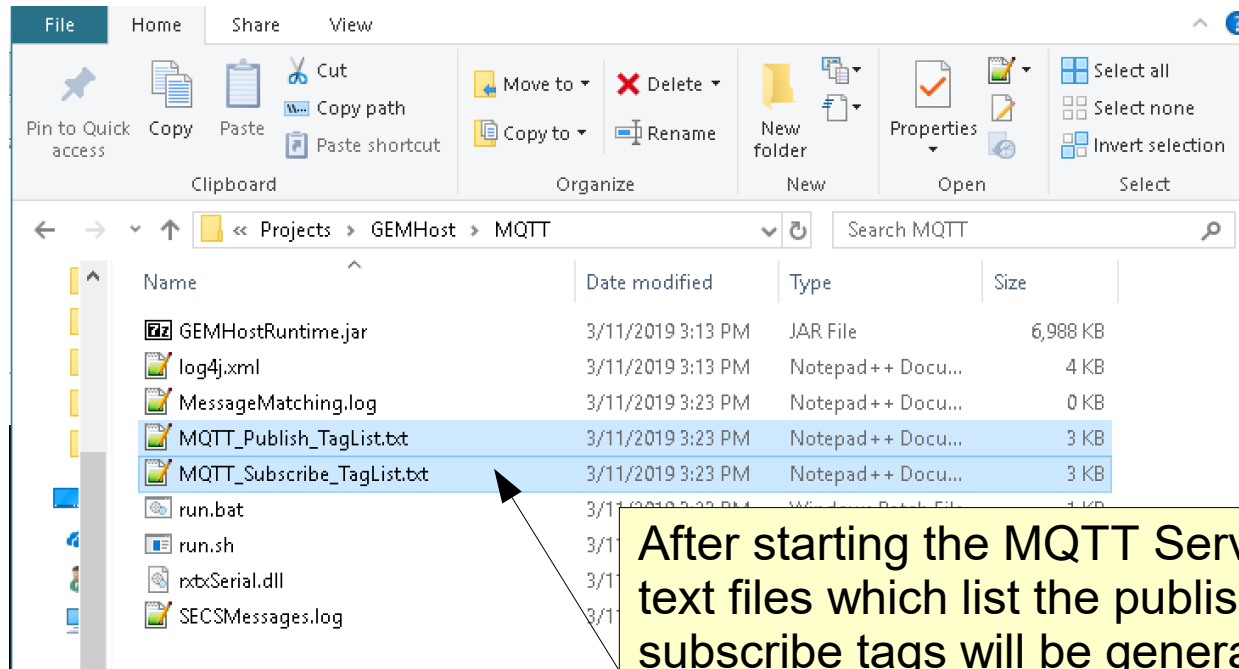 File Home Share View
Cut
Copy path
Paste shortcut
Pin to Quick access
Copy
Paste
Clipboard
Move to
Copy to
Delete
Rename
Organize
New folder
New
Properties
Open
Select all
Select none
Invert selection
Select
« Projects > GEMHost > MQTT
Search MQTT
Name Date modified Type Size
GEMHostRuntime.jar 3/11/2019 3:13 PM JAR File 6,988 KB
log4j.xml 3/11/2019 3:13 PM Notepad++ Docu... 4 KB
MessageMatching.log 3/11/2019 3:23 PM Notepad++ Docu... 0 KB
MQTT_Publish_TagList.txt 3/11/2019 3:23 PM Notepad++ Docu... 3 KB
MQTT_Subscribe_TagList.txt 3/11/2019 3:23 PM Notepad++ Docu... 3 KB
run.bat
run.sh
rxtxSerial.dll
SECSMessages.log
After starting the MQTT Serv
text files which list the publis
subscribe tags will be genera